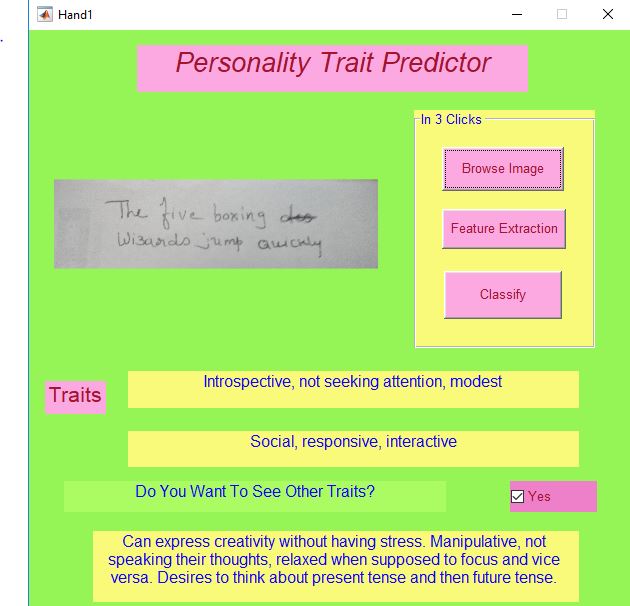 Hand1
Personality Trait Predictor
In 3 Clicks
Browse Image
Feature Extraction
Classify
The five boxing
Wizards jump quickly
Traits
Introspective, not seeking attention, modest
Social, responsive, interactive
Do You Want To See Other Traits?
Yes
Can express creativity without having stress. Manipulative, not
speaking their thoughts, relaxed when supposed to focus and vice
versa. Desires to think about present tense and then future tense.